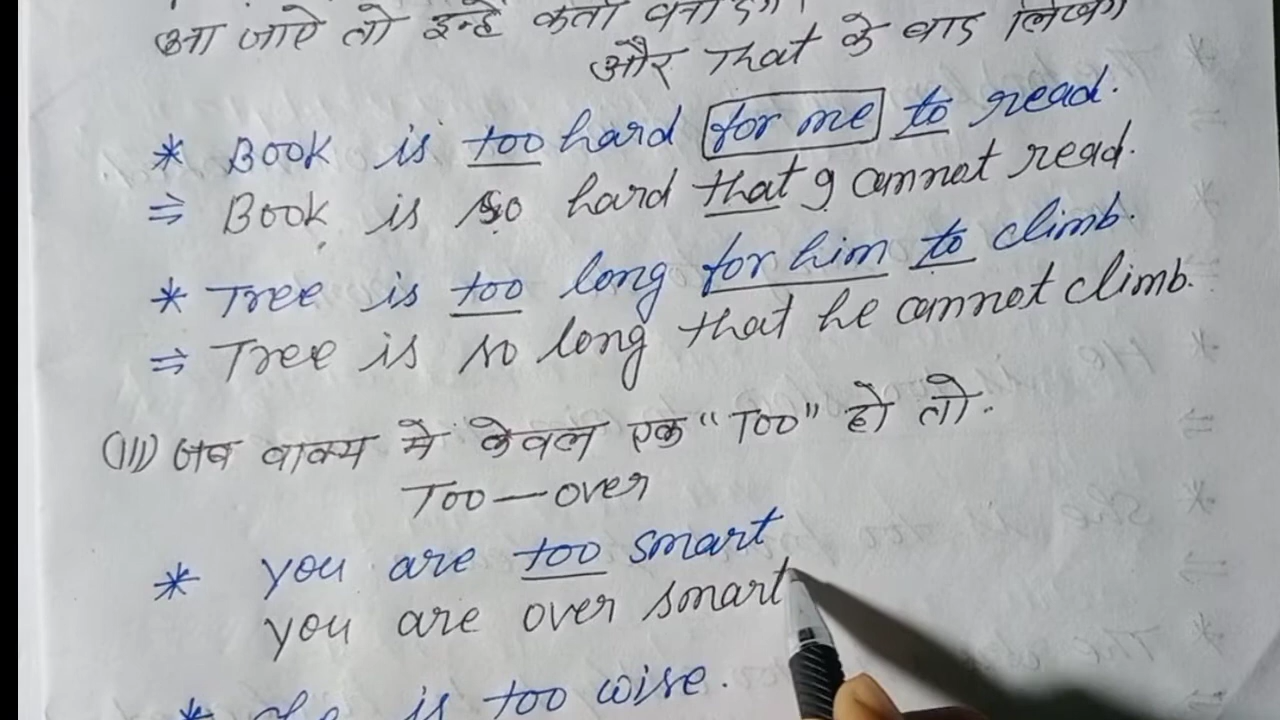 आ जाऐ तो इन्हे कर्ता
और That के वाद लिखे।
* Book is too hard for me to read.
⇒ Book is so hard that I cannot read.
* Tree is too long for him to climb.
⇒ Tree is so long that he cannot climb.
(III) जब वाक्य मे केवल एक "Too" हो तो.
Too — over
* you are too smart
you are over smart
* is too wise.